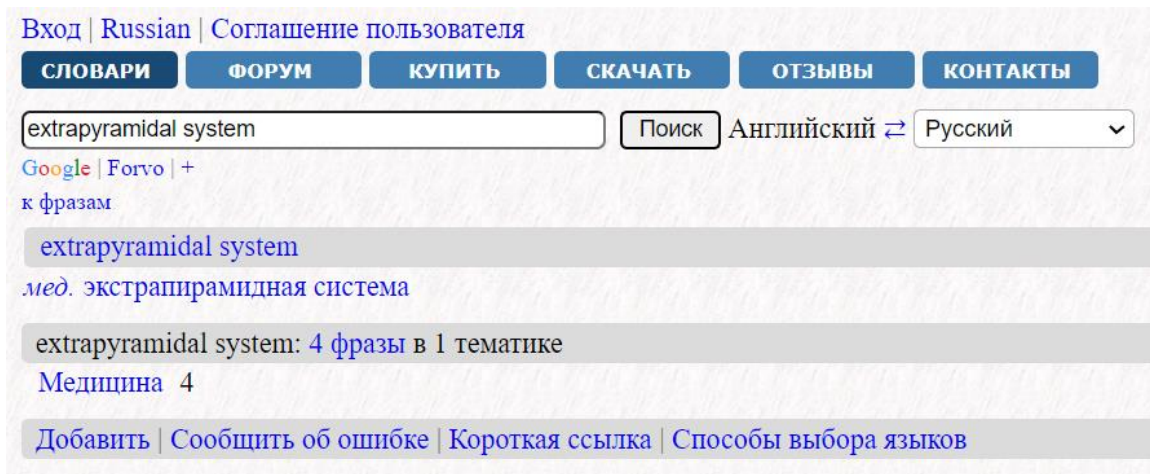 Вход | Russian | Соглашение пользователя
СЛОВАРИ ФОРУМ КУПИТЬ СКАЧАТЬ ОТЗЫВЫ КОНТАКТЫ
extrapyramidal system Поиск Английский ⇄ Русский
Google | Forvo | +
к фразам
extrapyramidal system
мед. экстрапирамидная система
extrapyramidal system: 4 фразы в 1 тематике
Медицина 4
Добавить | Сообщить об ошибке | Короткая ссылка | Способы выбора языков